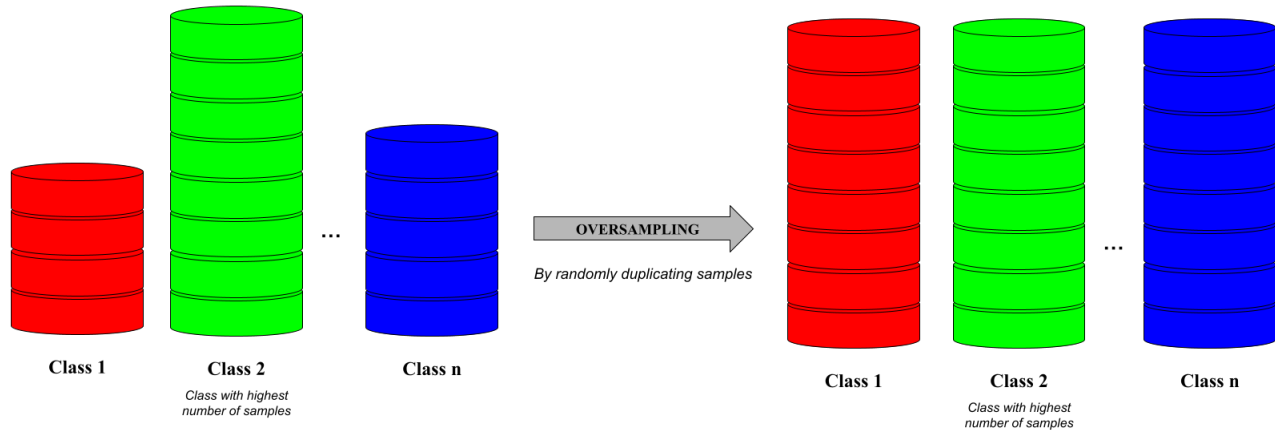 ...
OVERSAMPLING
By randomly duplicating samples
...
Class 1
Class 2
Class n
Class with highest
number of samples
Class 1
Class 2
Class n
Class with highest
number of samples